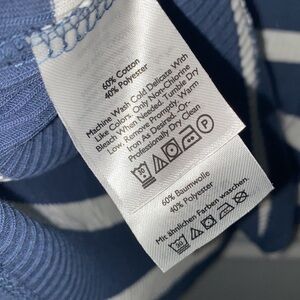 60% Cotton
40% Polyester
Machine Wash Cold Delicate With
Like Colors. Only Non-Chlorine
Bleach When Needed. Tumble Dry
Low, Remove Promptly. Warm
Iron As Desired -Or-
Professionally Dry Clean
60% Baumwolle
40% Polyester
Mit ähnlichen Farben waschen.